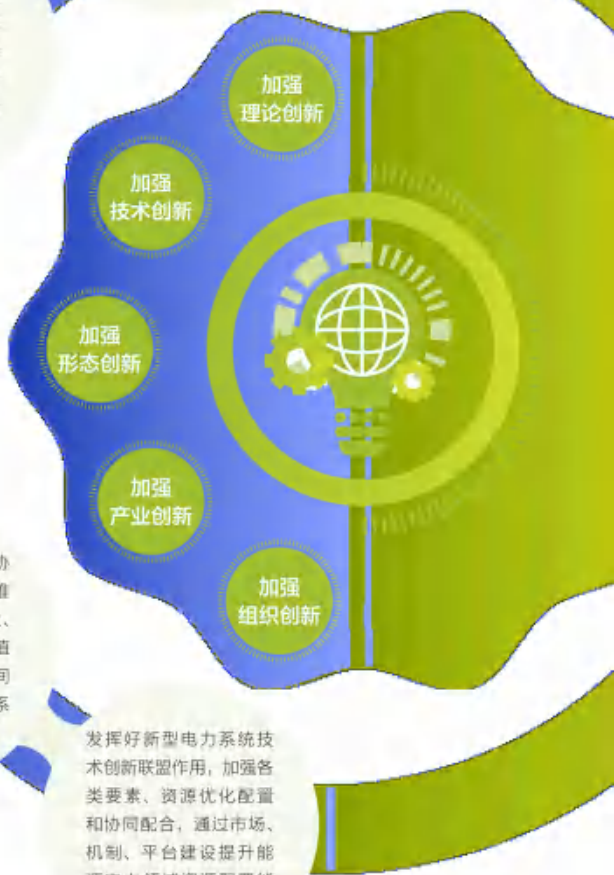 加强
理论创新
加强
技术创新
加强
形态创新
加强
产业创新
加强
组织创新
发挥好新型电力系统技
术创新联盟作用，加强各
类要素、资源优化配置
和协同配合，通过市场、
机制、平台建设提升能